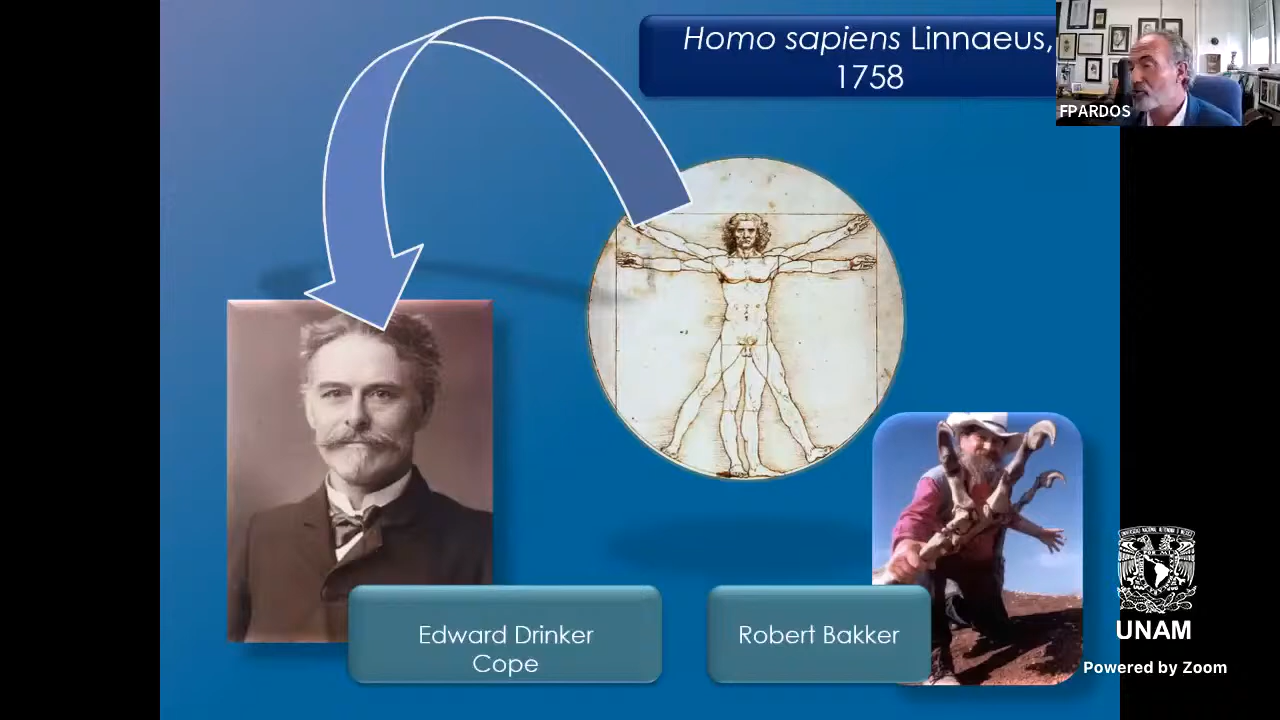 Homo sapiens Linnaeus,
1758
FPARDOS
Edward Drinker
Cope
Robert Bakker
UNAM
Powered by Zoom